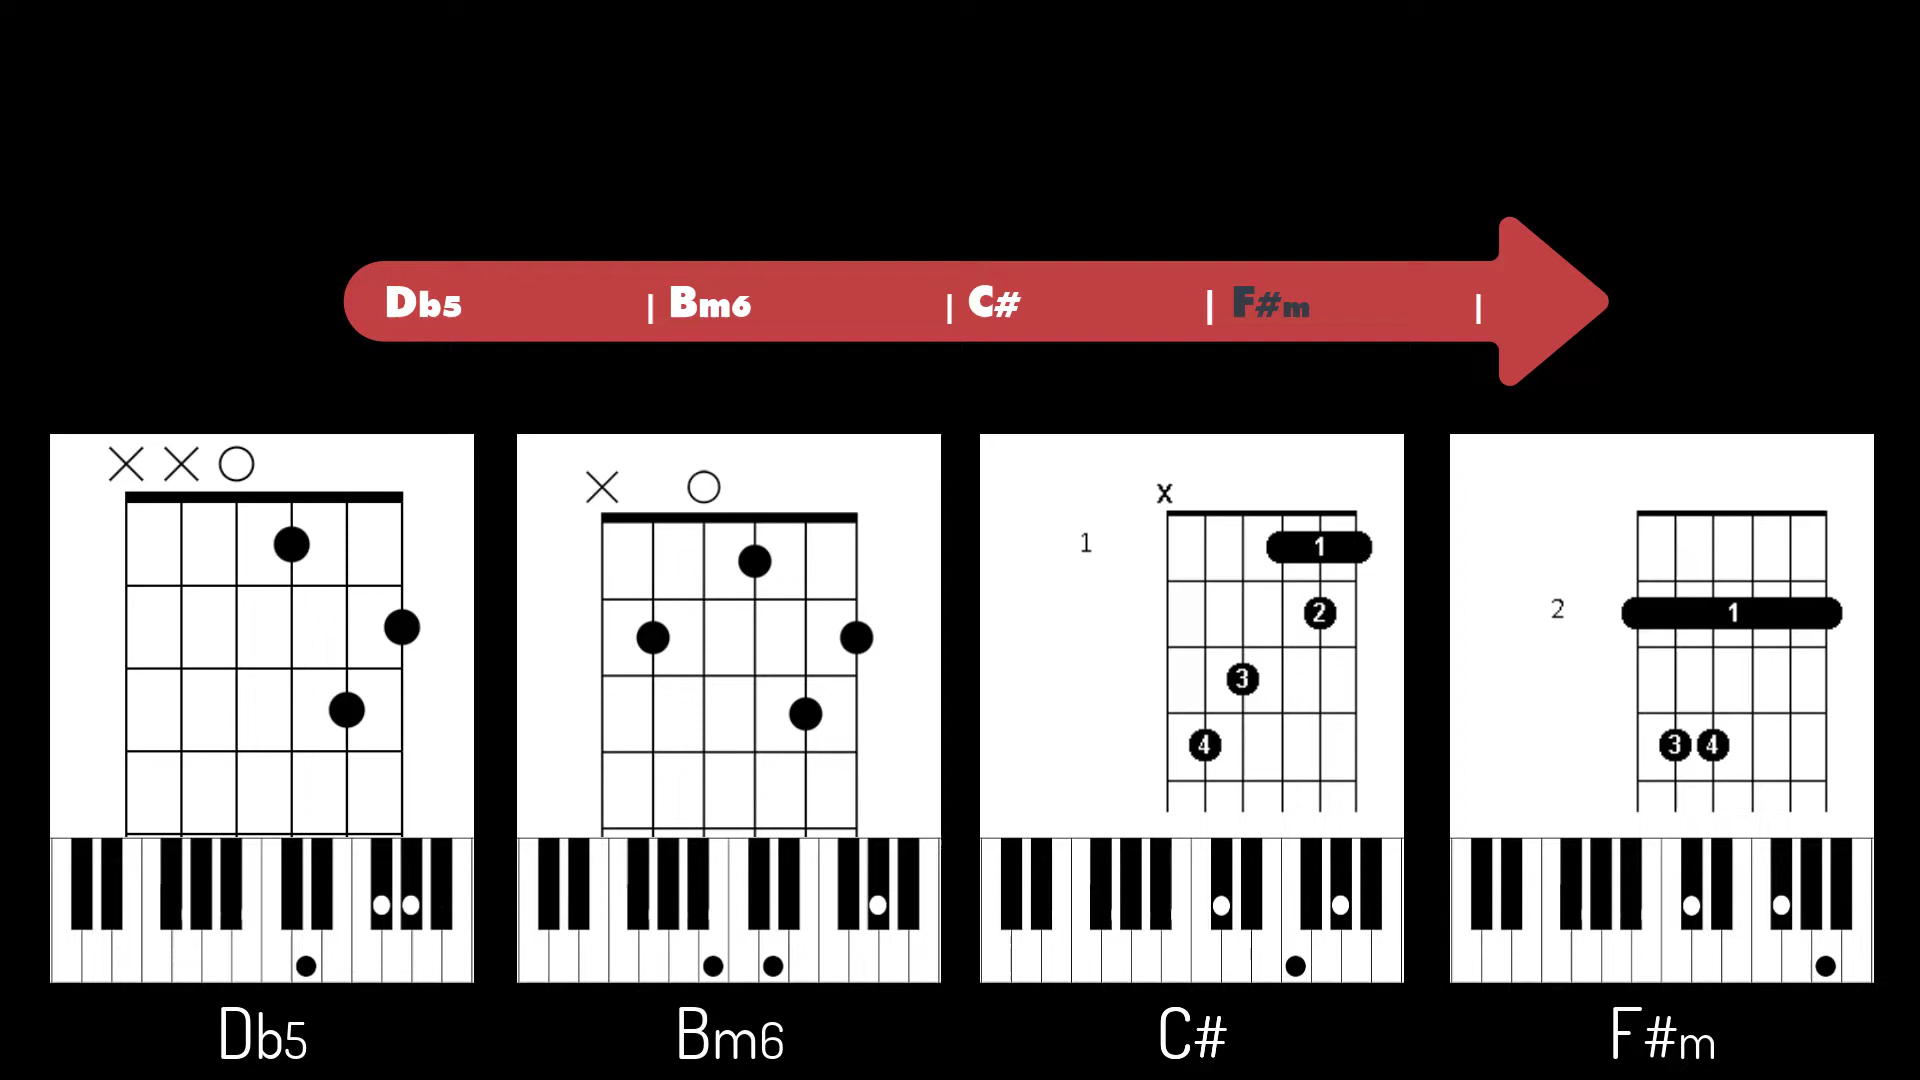 Db5 | Bm6 | C# | F#m |
X X O
X O
x
1 1
2
3
4
2 1
3 4
Db5 Bm6 C# F#m